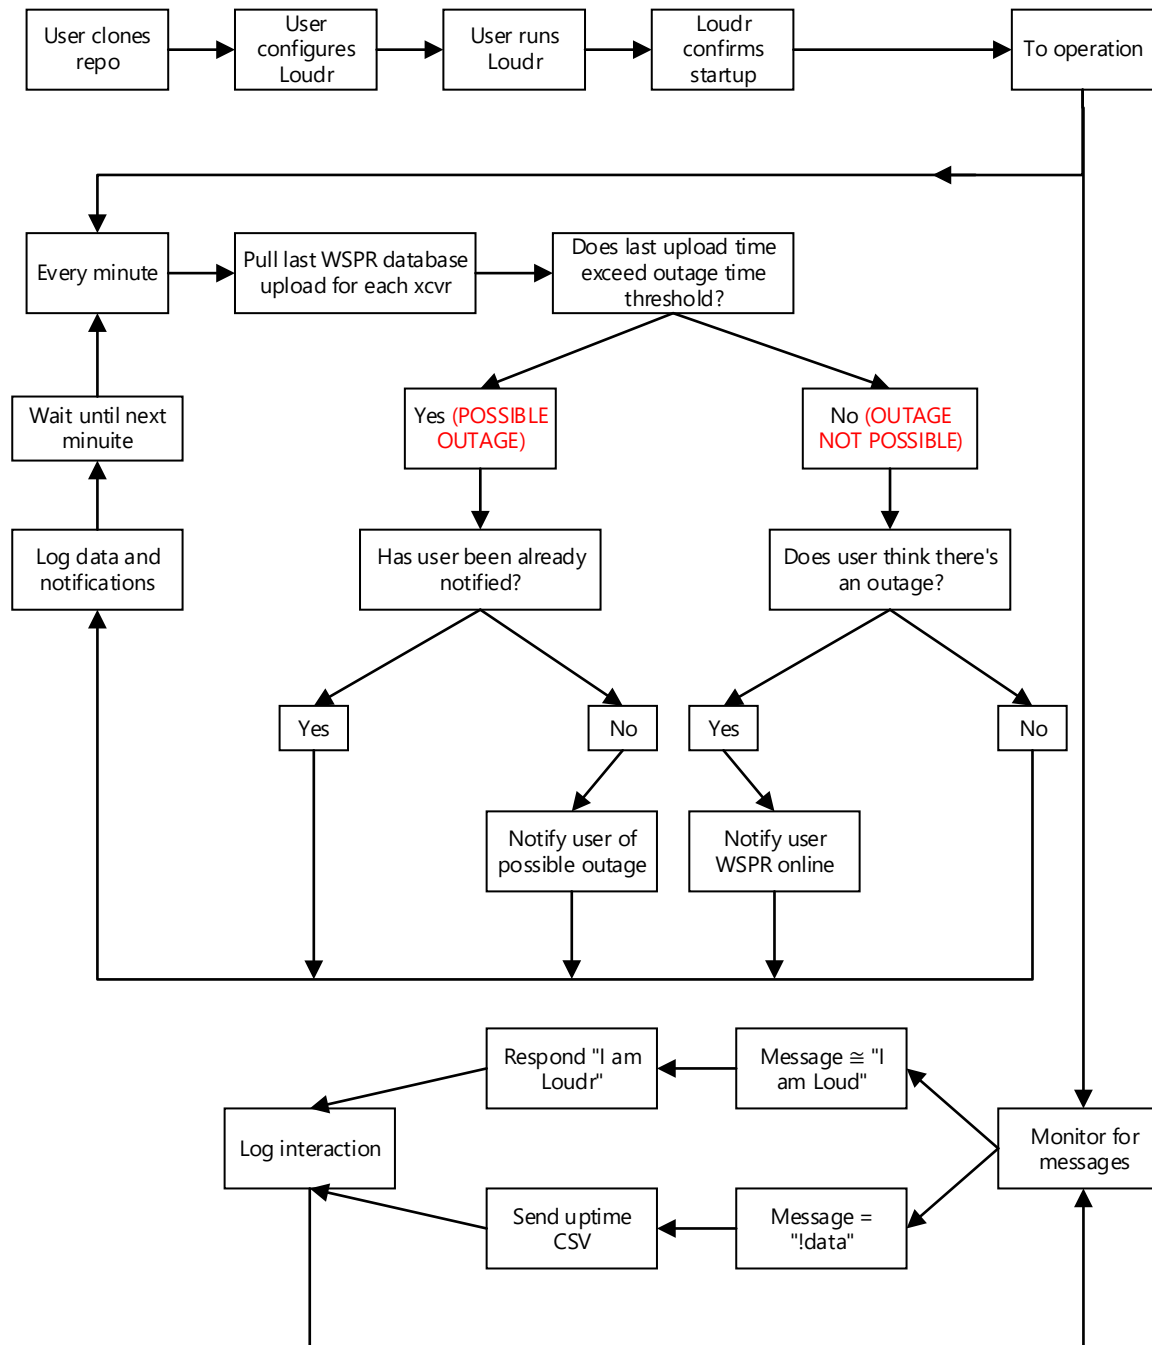 User clones
repo
User
configures
Loudr
User runs
Loudr
Loudr
confirms
startup
To operation
Every minute
Pull last WSPR database
upload for each xcvr
Does last upload time
exceed outage time
threshold?
Yes (POSSIBLE
OUTAGE)
No (OUTAGE
NOT POSSIBLE)
Wait until next
minuite
Log data and
notifications
Has user been already
notified?
Does user think there's
an outage?
Yes
No
Yes
No
Notify user of
possible outage
Notify user
WSPR online
Respond "I am
Loudr"
Message ≅ "I
am Loud"
Log interaction
Monitor for
messages
Send uptime
CSV
Message =
"!data"